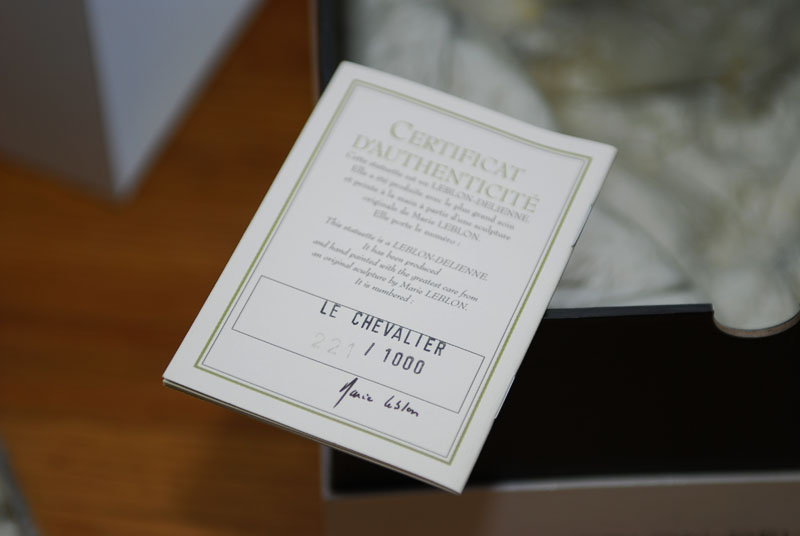 CERTIFICAT
D'AUTHENTICITÉ
Cette statuette est un LEBLON-DELIENNE.
Elle a été produite avec le plus grand soin
et peinte à la main à partir d'une sculpture
originale de Marie LEBLON.
Elle porte le numéro :
This statuette is a LEBLON-DELIENNE.
It has been produced
and hand painted with the greatest care from
an original sculpture by Marie LEBLON.
It is numbered :
LE CHEVALIER
221 / 1000
Marie Leblon